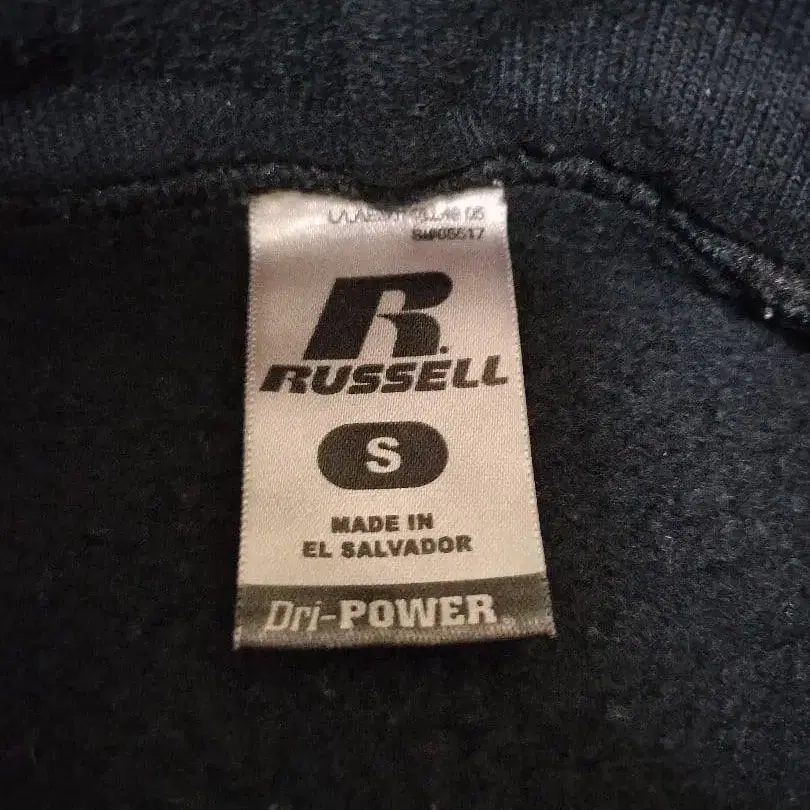 R.
RUSSELL
S
MADE IN
EL SALVADOR
Dri-POWER®